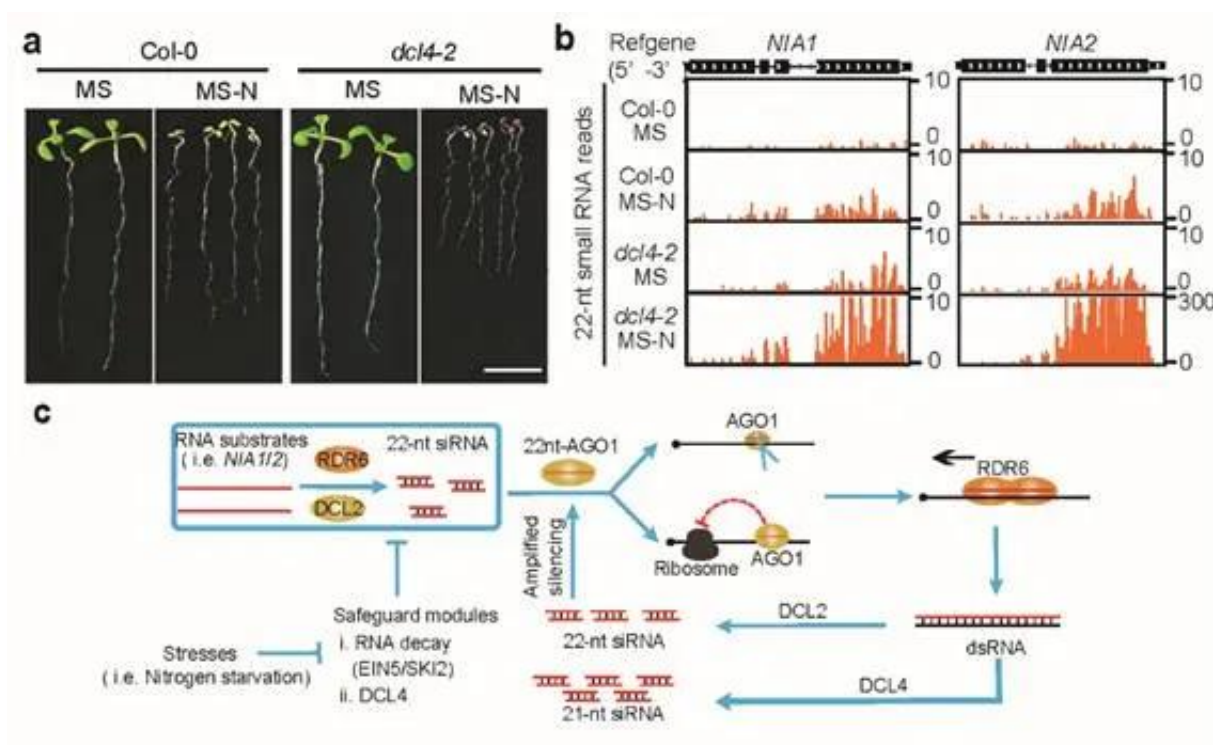 a
Col-0
dcl4-2
MS
MS-N
MS
MS-N
b
Refgene
(5' -3'
NIA1
NIA2
22-nt small RNA reads
Col-0
MS
10
0
10
0
Col-0
MS-N
10
0
10
0
dcl4-2
MS
10
0
10
0
dcl4-2
MS-N
10
0
300
0
c
RNA substrates
( i.e. NIA1/2)
RDR6
DCL2
22-nt siRNA
22nt-AGO1
AGO1
RDR6
Ribosome
AGO1
Amplified
silencing
Safeguard modules
i. RNA decay
(EIN5/SKI2)
ii. DCL4
Stresses
( i.e. Nitrogen starvation)
22-nt siRNA
DCL2
dsRNA
DCL4
21-nt siRNA